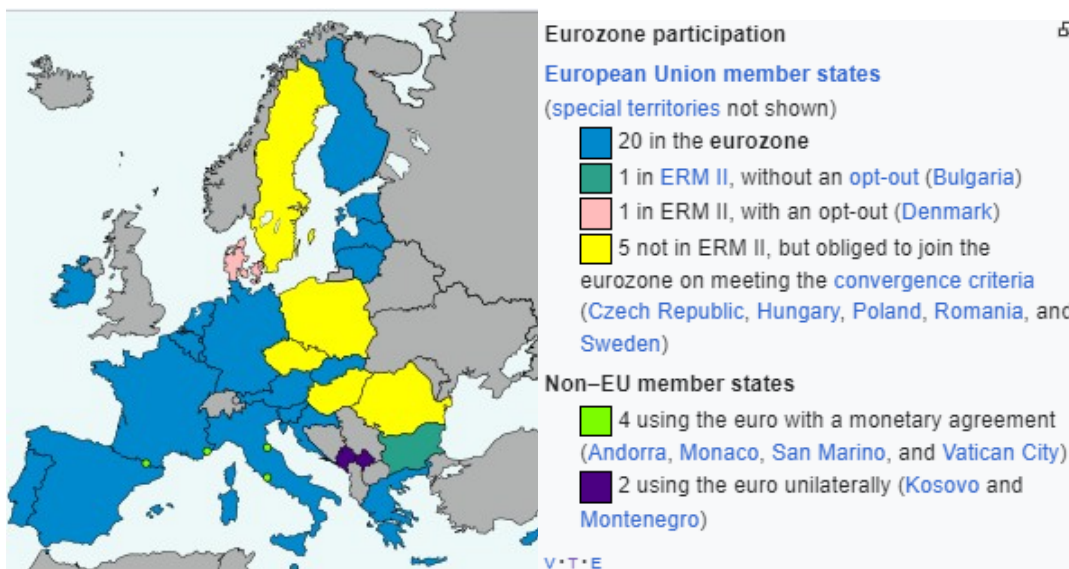 Eurozone participation
European Union member states
(special territories not shown)
20 in the eurozone
1 in ERM II, without an opt-out (Bulgaria)
1 in ERM II, with an opt-out (Denmark)
5 not in ERM II, but obliged to join the
eurozone on meeting the convergence criteria
(Czech Republic, Hungary, Poland, Romania, and
Sweden)
Non–EU member states
4 using the euro with a monetary agreement
(Andorra, Monaco, San Marino, and Vatican City)
2 using the euro unilaterally (Kosovo and
Montenegro)
V·T·E